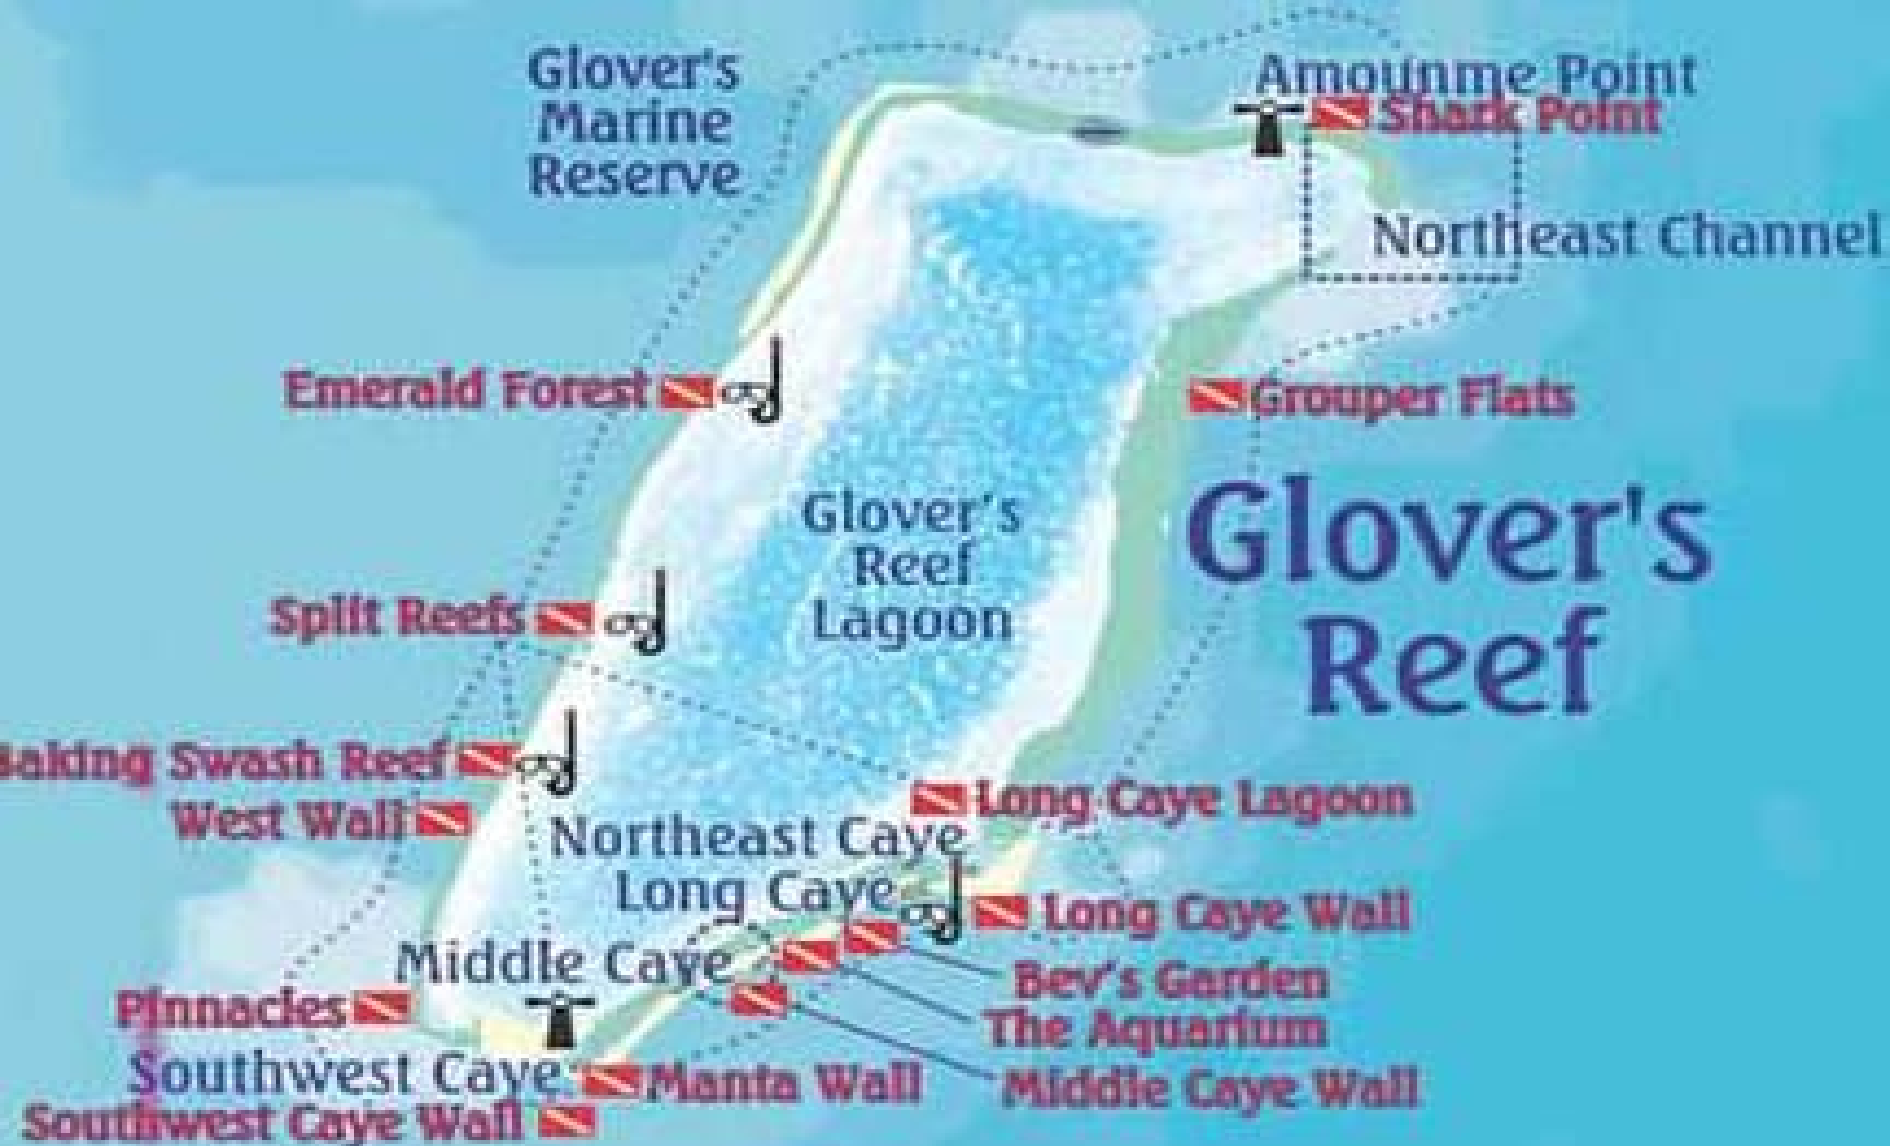 Glover's
Marine
Reserve
Amounme Point
Shark Point
Northeast Channel
Emerald Forest
Grouper Flats
Glover's
Reef
Glover's
Reef
Lagoon
Split Reefs
Swash Reef
West Wall
Long Caye Lagoon
Northeast Caye
Long Caye
Long Caye Wall
Middle Caye
Bev's Garden
The Aquarium
Middle Caye Wall
Pinnacles
Southwest Caye
Manta Wall
Southwest Caye Wall